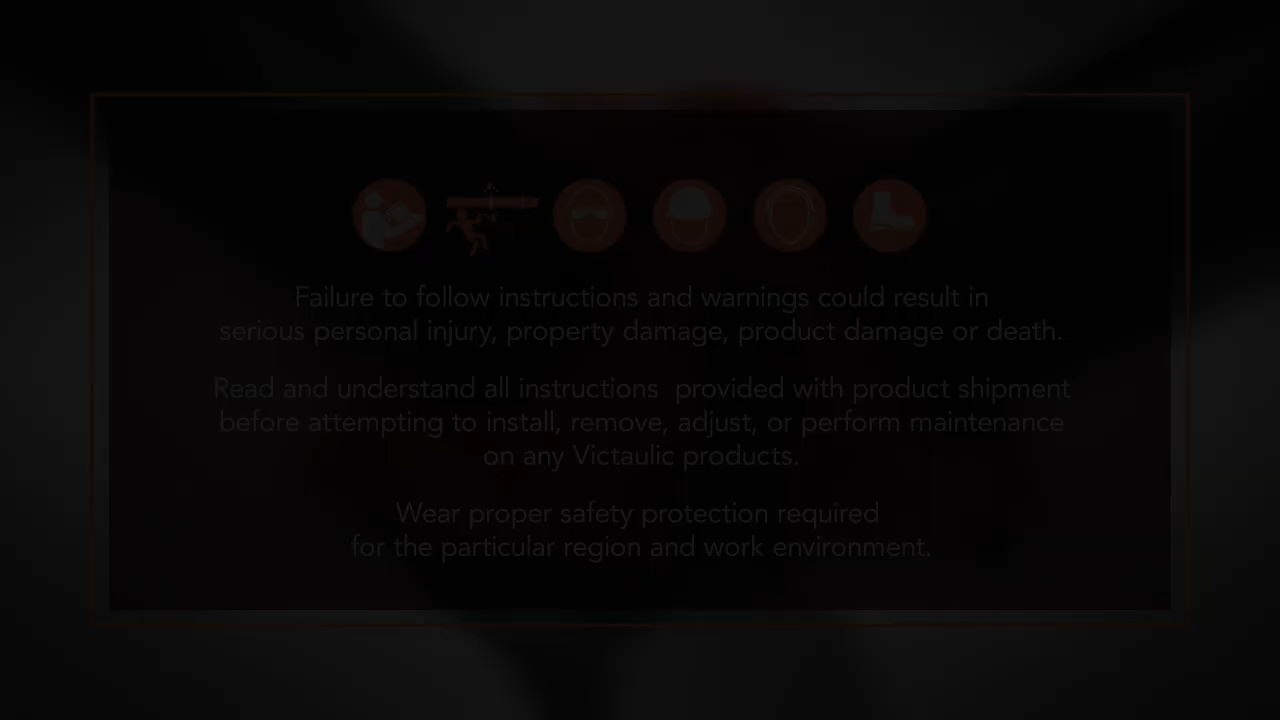 Failure to follow instructions and warnings could result in
serious personal injury, property damage, product damage or death.
Read and understand all instructions provided with product shipment
before attempting to install, remove, adjust, or perform maintenance
on any Victaulic products.
Wear proper safety protection required
for the particular region and work environment.